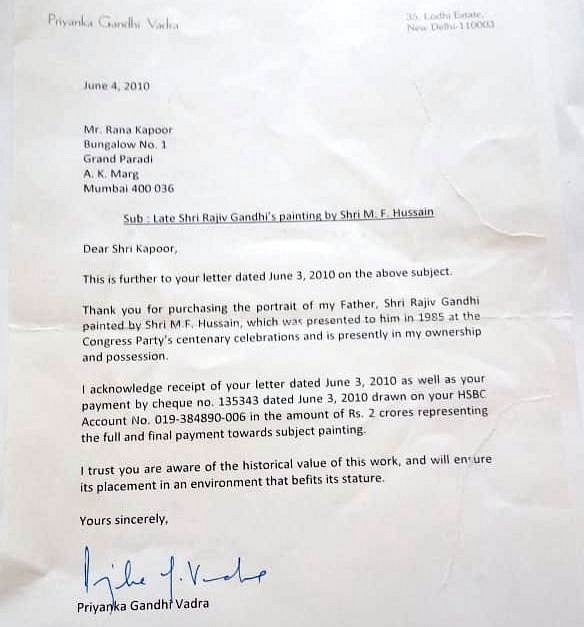 Priyanka Gandhi Vadra
35, Lodhi Estate,
New Delhi-110003
June 4, 2010
Mr. Rana Kapoor
Bungalow No. 1
Grand Paradi
A. K. Marg
Mumbai 400 036
Sub : Late Shri Rajiv Gandhi's painting by Shri M. F. Hussain
Dear Shri Kapoor,
This is further to your letter dated June 3, 2010 on the above subject.
Thank you for purchasing the portrait of my Father, Shri Rajiv Gandhi
painted by Shri M.F. Hussain, which was presented to him in 1985 at the
Congress Party's centenary celebrations and is presently in my ownership
and possession.
I acknowledge receipt of your letter dated June 3, 2010 as well as your
payment by cheque no. 135343 dated June 3, 2010 drawn on your HSBC
Account No. 019-384890-006 in the amount of Rs. 2 crores representing
the full and final payment towards subject painting.
I trust you are aware of the historical value of this work, and will ensure
its placement in an environment that befits its stature.
Yours sincerely,
Priyanka Gandhi Vadra